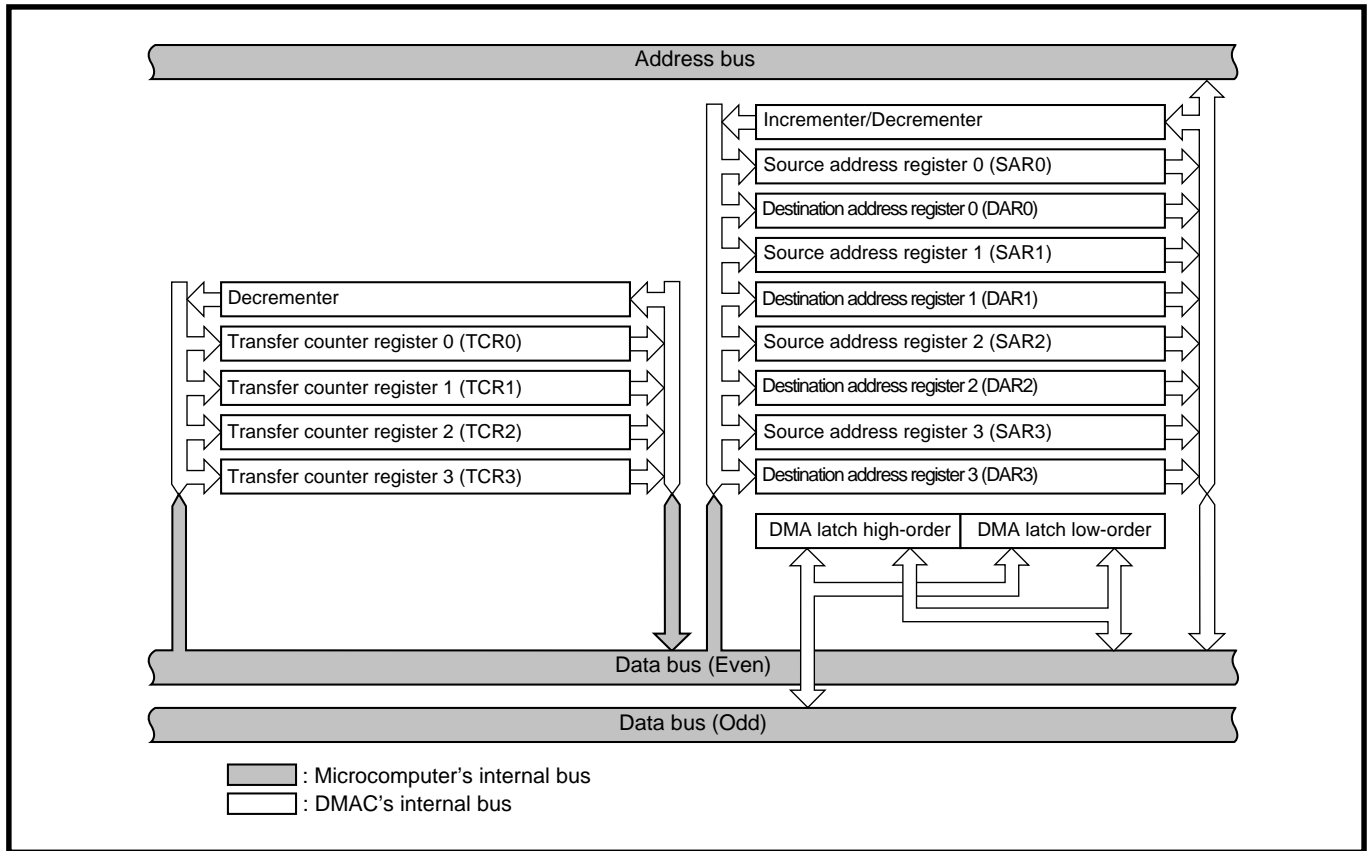 Address bus
Incrementer/Decrementer
Source address register 0 (SAR0)
Destination address register 0 (DAR0)
Source address register 1 (SAR1)
Destination address register 1 (DAR1)
Source address register 2 (SAR2)
Destination address register 2 (DAR2)
Source address register 3 (SAR3)
Destination address register 3 (DAR3)
Decrementer
Transfer counter register 0 (TCR0)
Transfer counter register 1 (TCR1)
Transfer counter register 2 (TCR2)
Transfer counter register 3 (TCR3)
DMA latch high-order
DMA latch low-order
Data bus (Even)
Data bus (Odd)
: Microcomputer's internal bus
: DMAC's internal bus